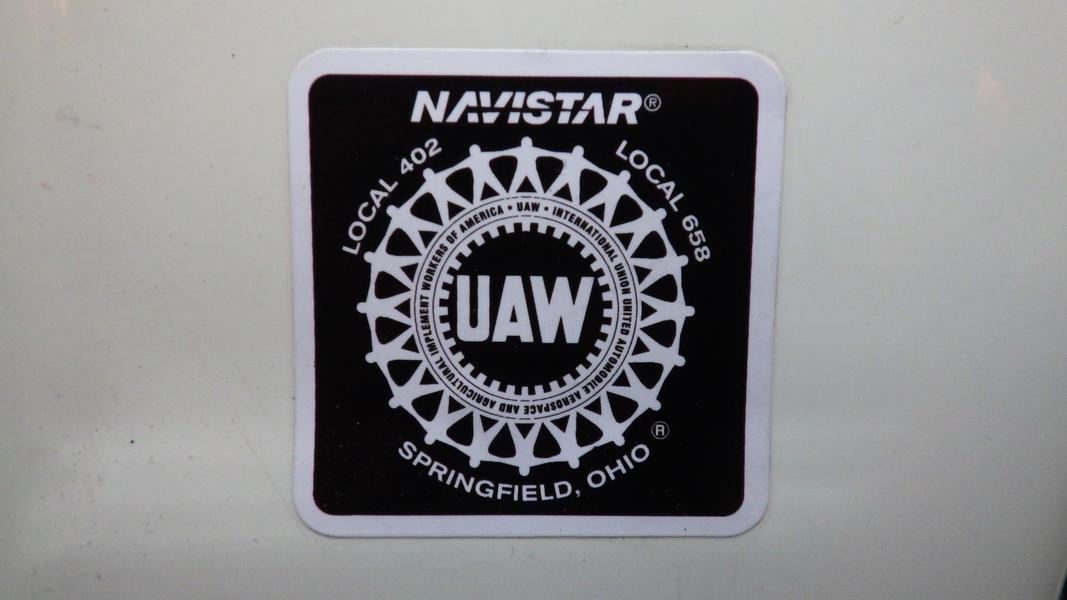 NAVISTAR®
LOCAL 402
LOCAL 658
• UAW • INTERNATIONAL UNION UNITED AUTOMOBILE AEROSPACE AND AGRICULTURAL IMPLEMENT WORKERS OF AMERICA
UAW
®
SPRINGFIELD, OHIO